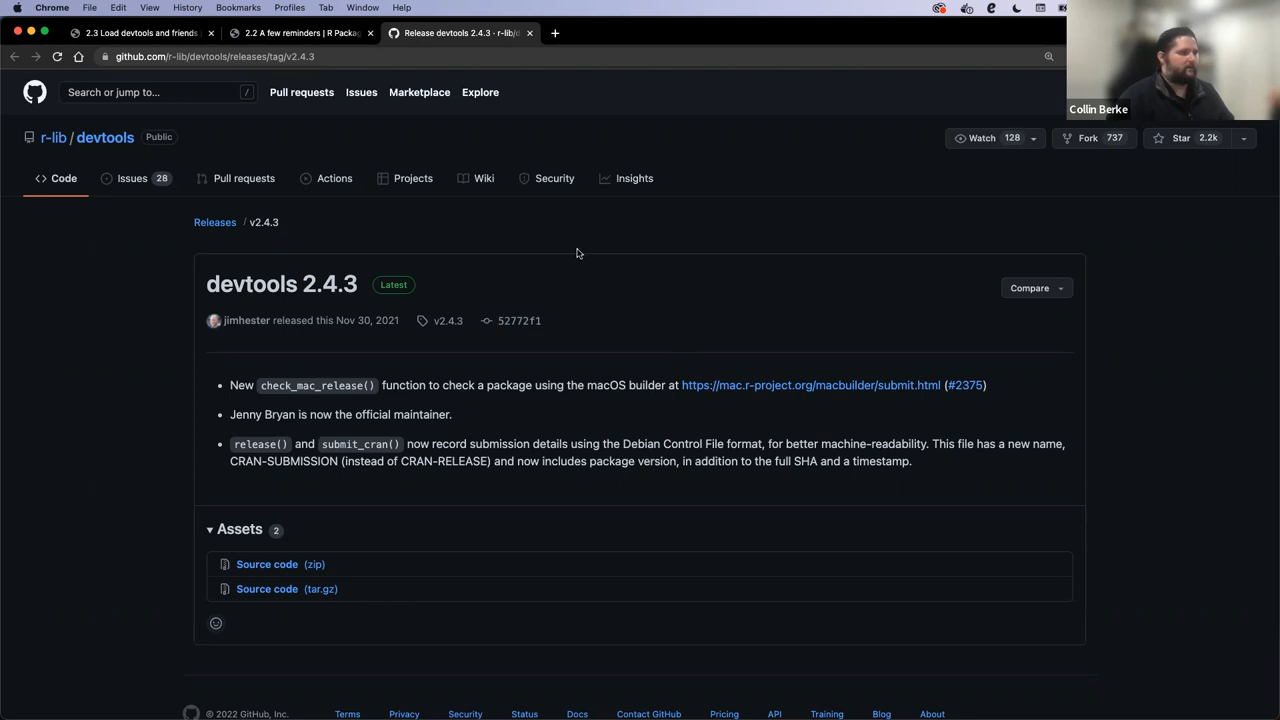 Chrome File Edit View History Bookmarks Profiles Tab Window Help
2.3 Load devtools and friends
2.2 A few reminders | R Packag
Release devtools 2.4.3 · r-lib/d
github.com/r-lib/devtools/releases/tag/v2.4.3
Collin Berke
Search or jump to... /
Pull requests Issues Marketplace Explore
r-lib / devtools Public
Watch 128 Fork 737 Star 2.2k
Code Issues 28 Pull requests Actions Projects Wiki Security Insights
Releases / v2.4.3
devtools 2.4.3 Latest
Compare
jimhester released this Nov 30, 2021 v2.4.3 52772f1
• New check_mac_release() function to check a package using the macOS builder at https://mac.r-project.org/macbuilder/submit.html (#2375)
• Jenny Bryan is now the official maintainer.
• release() and submit_cran() now record submission details using the Debian Control File format, for better machine-readability. This file has a new name,
CRAN-SUBMISSION (instead of CRAN-RELEASE) and now includes package version, in addition to the full SHA and a timestamp.
Assets 2
Source code (zip)
Source code (tar.gz)
© 2022 GitHub, Inc. Terms Privacy Security Status Docs Contact GitHub Pricing API Training Blog About